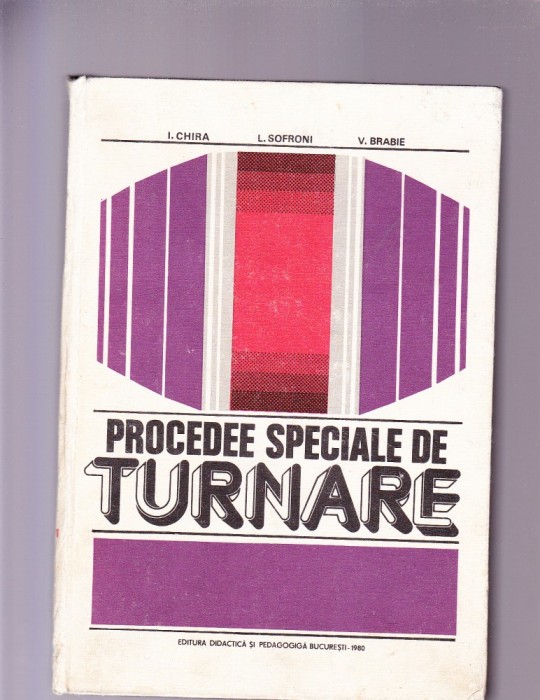 I. CHIRA L. SOFRONI V. BRABIE
PROCEDEE SPECIALE DE
TURNARE
EDITURA DIDACTICĂ ȘI PEDAGOGICĂ BUCUREȘTI-1980